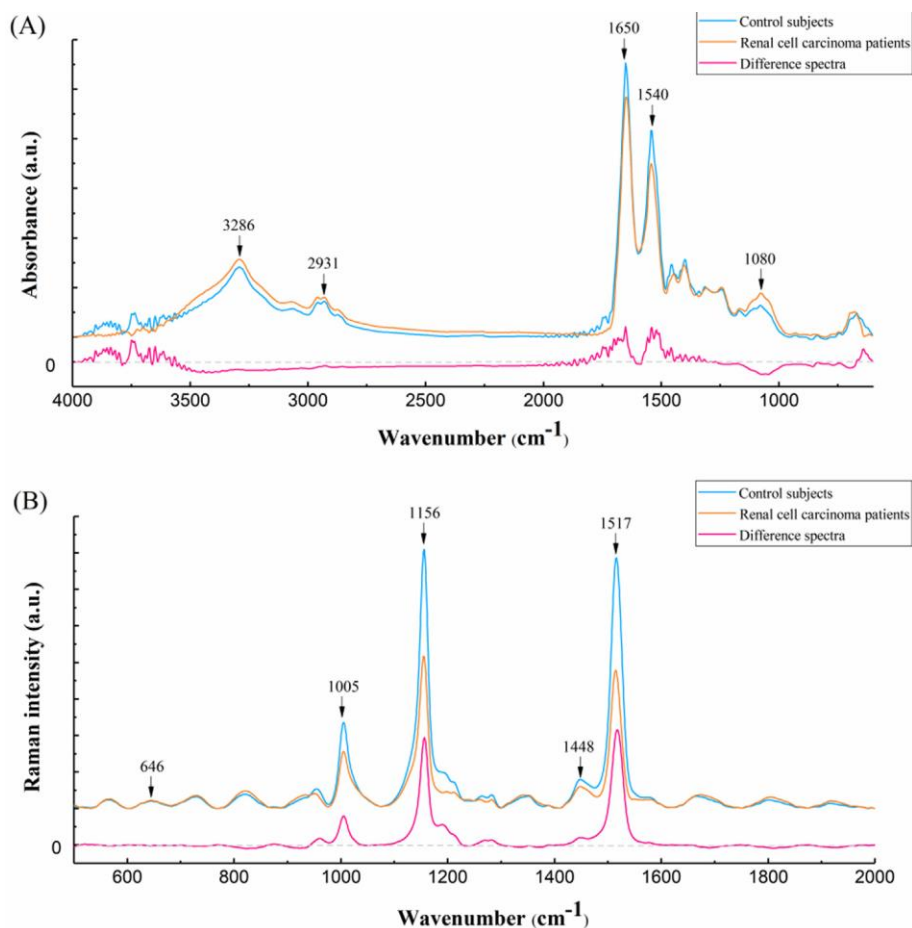 (A)
Control subjects
Renal cell carcinoma patients
Difference spectra
1650
1540
3286
2931
1080
Absorbance (a.u.)
0
4000 3500 3000 2500 2000 1500 1000
Wavenumber (cm-1)
(B)
Control subjects
Renal cell carcinoma patients
Difference spectra
1156
1517
1005
1448
646
Raman intensity (a.u.)
0
600 800 1000 1200 1400 1600 1800 2000
Wavenumber (cm-1)